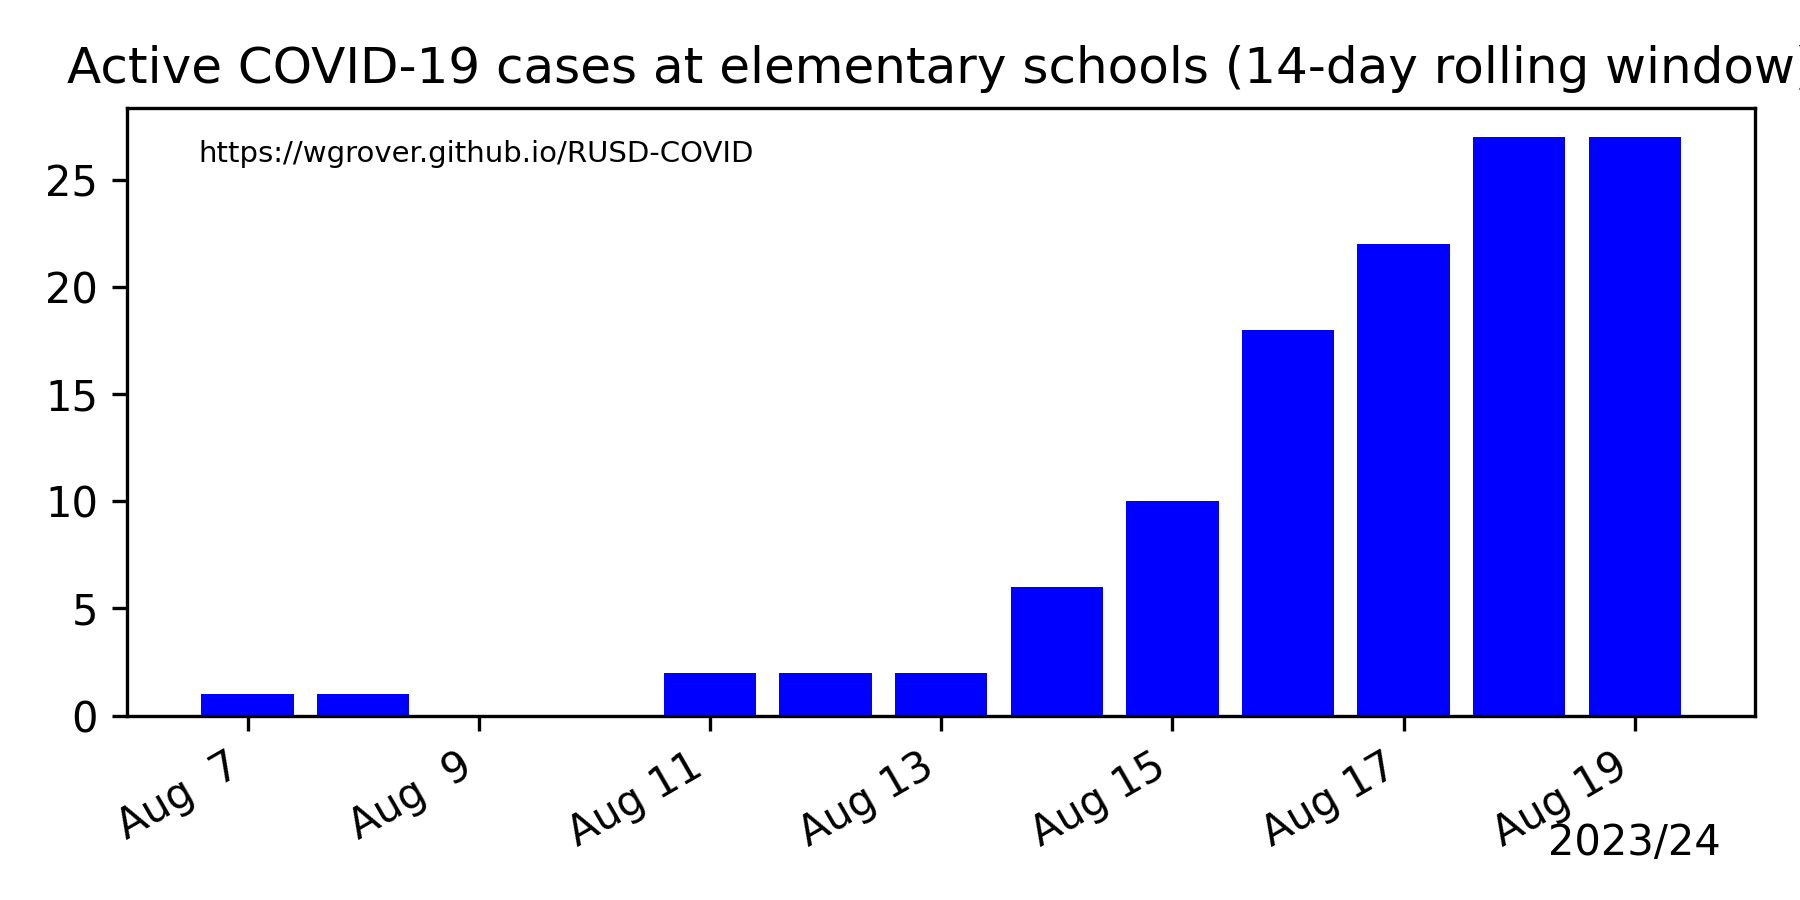 Active COVID-19 cases at elementary schools (14-day rolling window)
https://wgrover.github.io/RUSD-COVID
25
20
15
10
5
0
Aug 7
Aug 9
Aug 11
Aug 13
Aug 15
Aug 17
Aug 19
2023/24